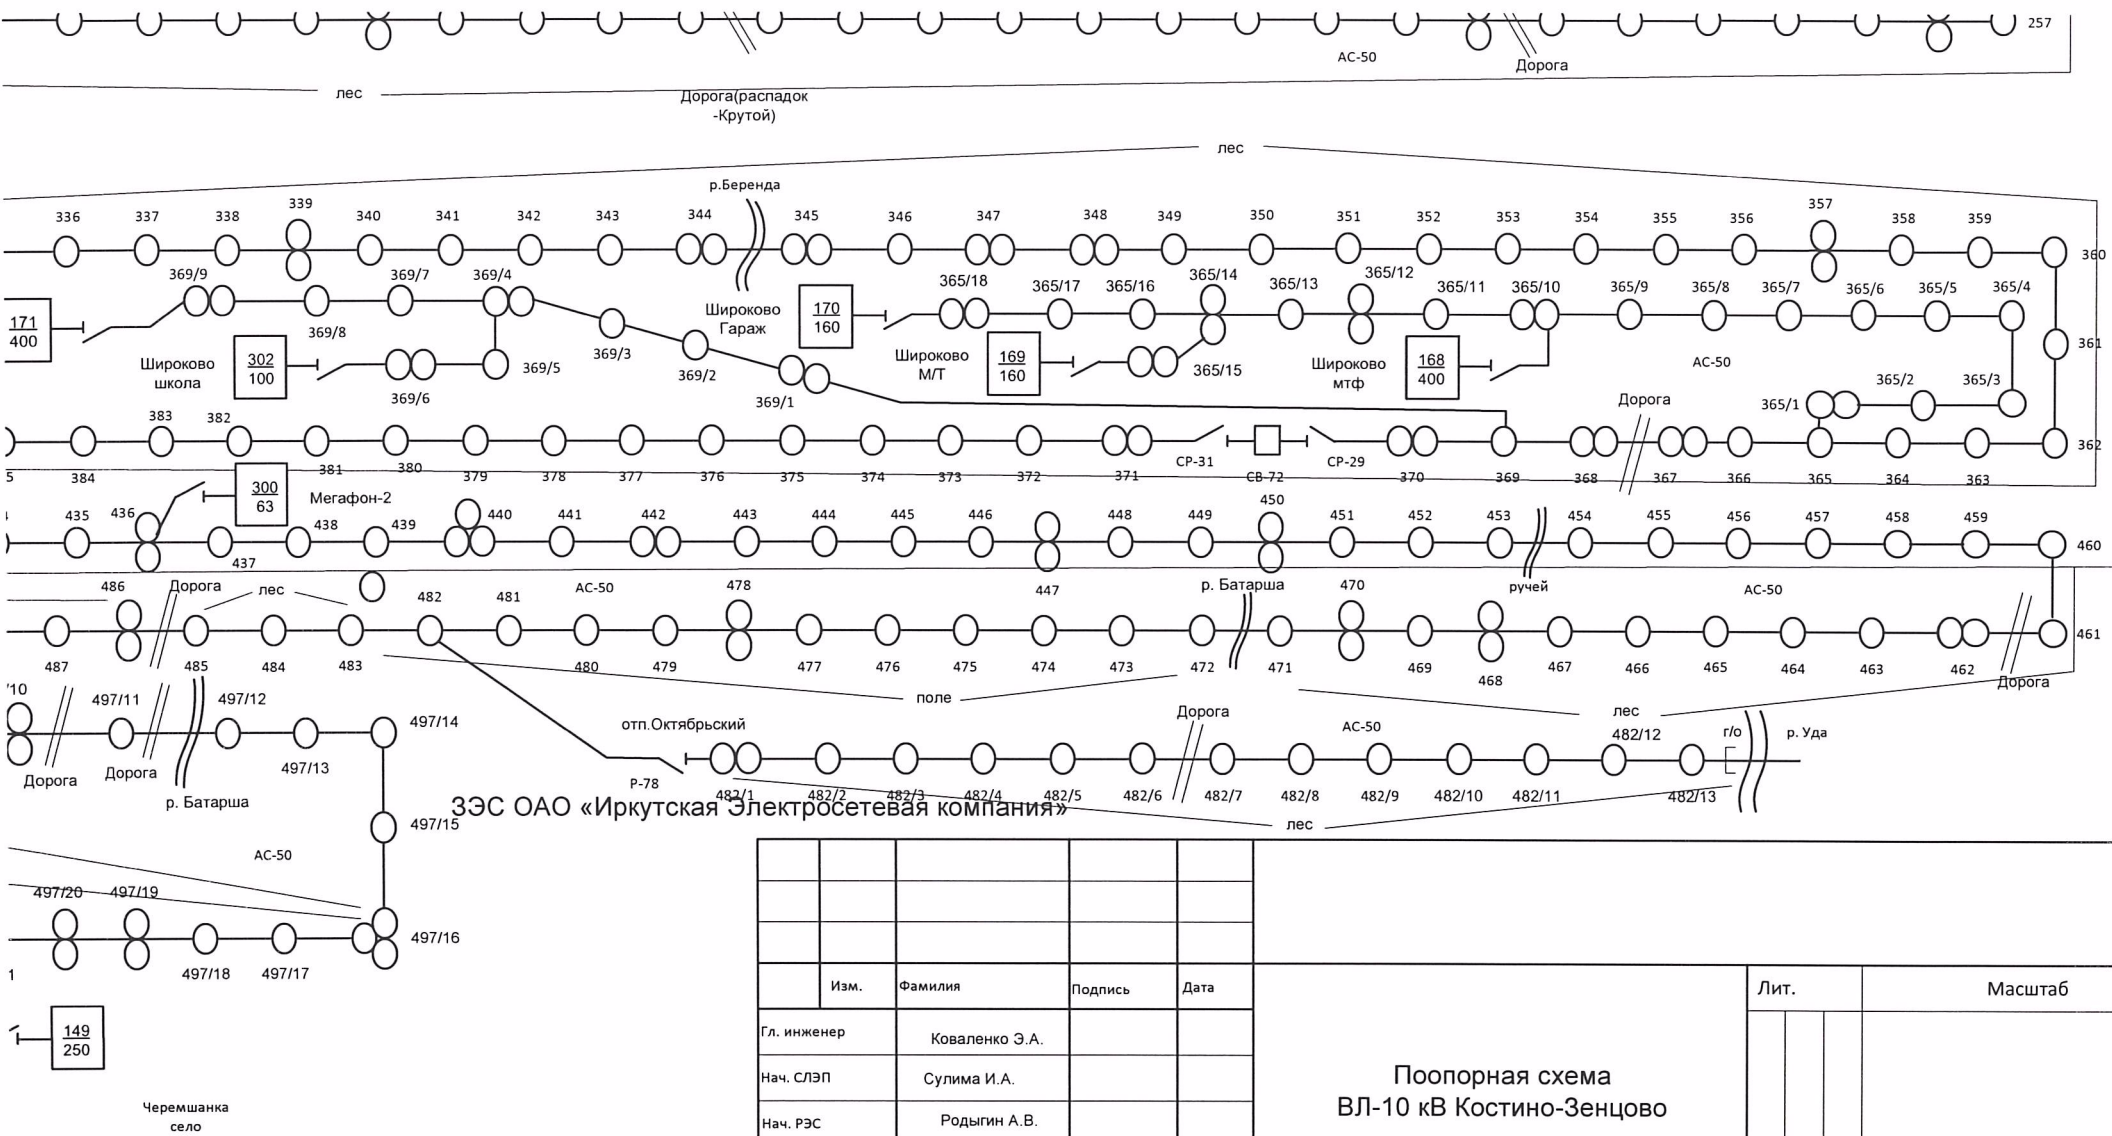 257
АС-50
Дорога
лес
Дорога(распадок
-Крутой)
лес
р.Беренда
336 337 338 339 340 341 342 343 344 345 346 347 348 349 350 351 352 353 354 355 356 357 358 359
360
369/9 369/7 369/4 365/18 365/17 365/16 365/14 365/13 365/12 365/11 365/10 365/9 365/8 365/7 365/6 365/5 365/4
171
400
369/8
Широково
Гараж
170
160
369/3
361
Широково
школа
302
100
369/5
369/2
Широково
М/Т
169
160
365/15
Широково
мтф
168
400
АС-50
369/6
369/1
Дорога
365/1 365/2 365/3
383 382
362
5 384 381 380 379 378 377 376 375 374 373 372 371 СР-31 СВ-72 СР-29 370 369 368 367 366 365 364 363
300
63
Мегафон-2
435 436 438 439 440 441 442 443 444 445 446 448 449 450 451 452 453 454 455 456 457 458 459
460
437
486 Дорога лес 482 481 АС-50 478 447 р. Батарша 470 ручей АС-50
461
487 485 484 483 480 479 477 476 475 474 473 472 471 469 468 467 466 465 464 463 462
Дорога
/10 497/11 497/12 497/14
поле
лес
отп.Октябрьский
Дорога
АС-50
482/12
г/о
р. Уда
Дорога Дорога 497/13
р. Батарша
Р-78 482/1 482/2 482/3 482/4 482/5 482/6 482/7 482/8 482/9 482/10 482/11 482/13
ЗЭС ОАО «Иркутская Электросетевая компания»
497/15
лес
АС-50
497/20 497/19
497/16
1 497/18 497/17
149
250
Черемшанка
село
Изм. Фамилия Подпись Дата
Гл. инженер Коваленко Э.А.
Нач. СЛЭП Сулима И.А.
Нач. РЭС Родыгин А.В.
Лит. Масштаб
Поопорная схема
ВЛ-10 кВ Костино-Зенцово